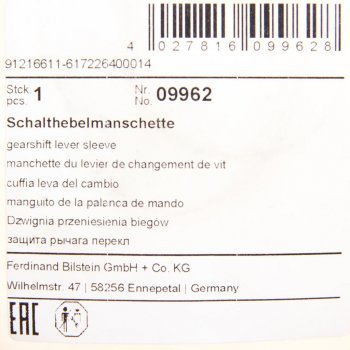 4 027816 099628
91216611-617226400014
Stck. pcs. 1 Nr. No. 09962
Schalthebelmanschette
gearshift lever sleeve
manchette du levier de changement de vit
cuffia leva del cambio
manguito de la palanca de mando
Dzwignia przeniesienia biegów
защита рычага перекл
Ferdinand Bilstein GmbH + Co. KG
Wilhelmstr. 47 | 58256 Ennepetal | Germany
EAC